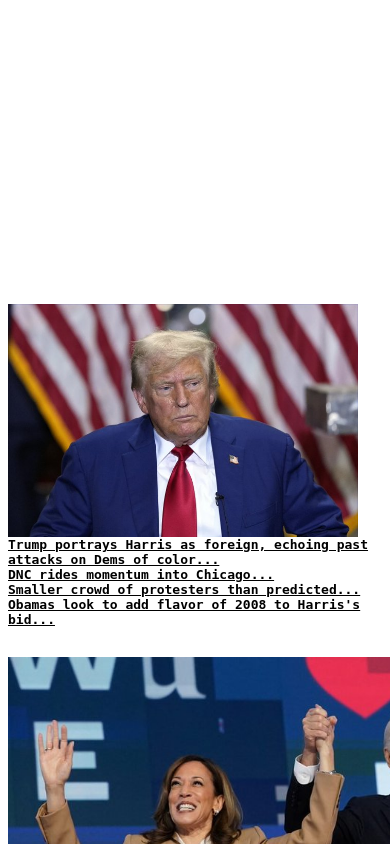 Trump portrays Harris as foreign, echoing past
attacks on Dems of color...
DNC rides momentum into Chicago...
Smaller crowd of protesters than predicted...
Obamas look to add flavor of 2008 to Harris's
bid...
W u
E